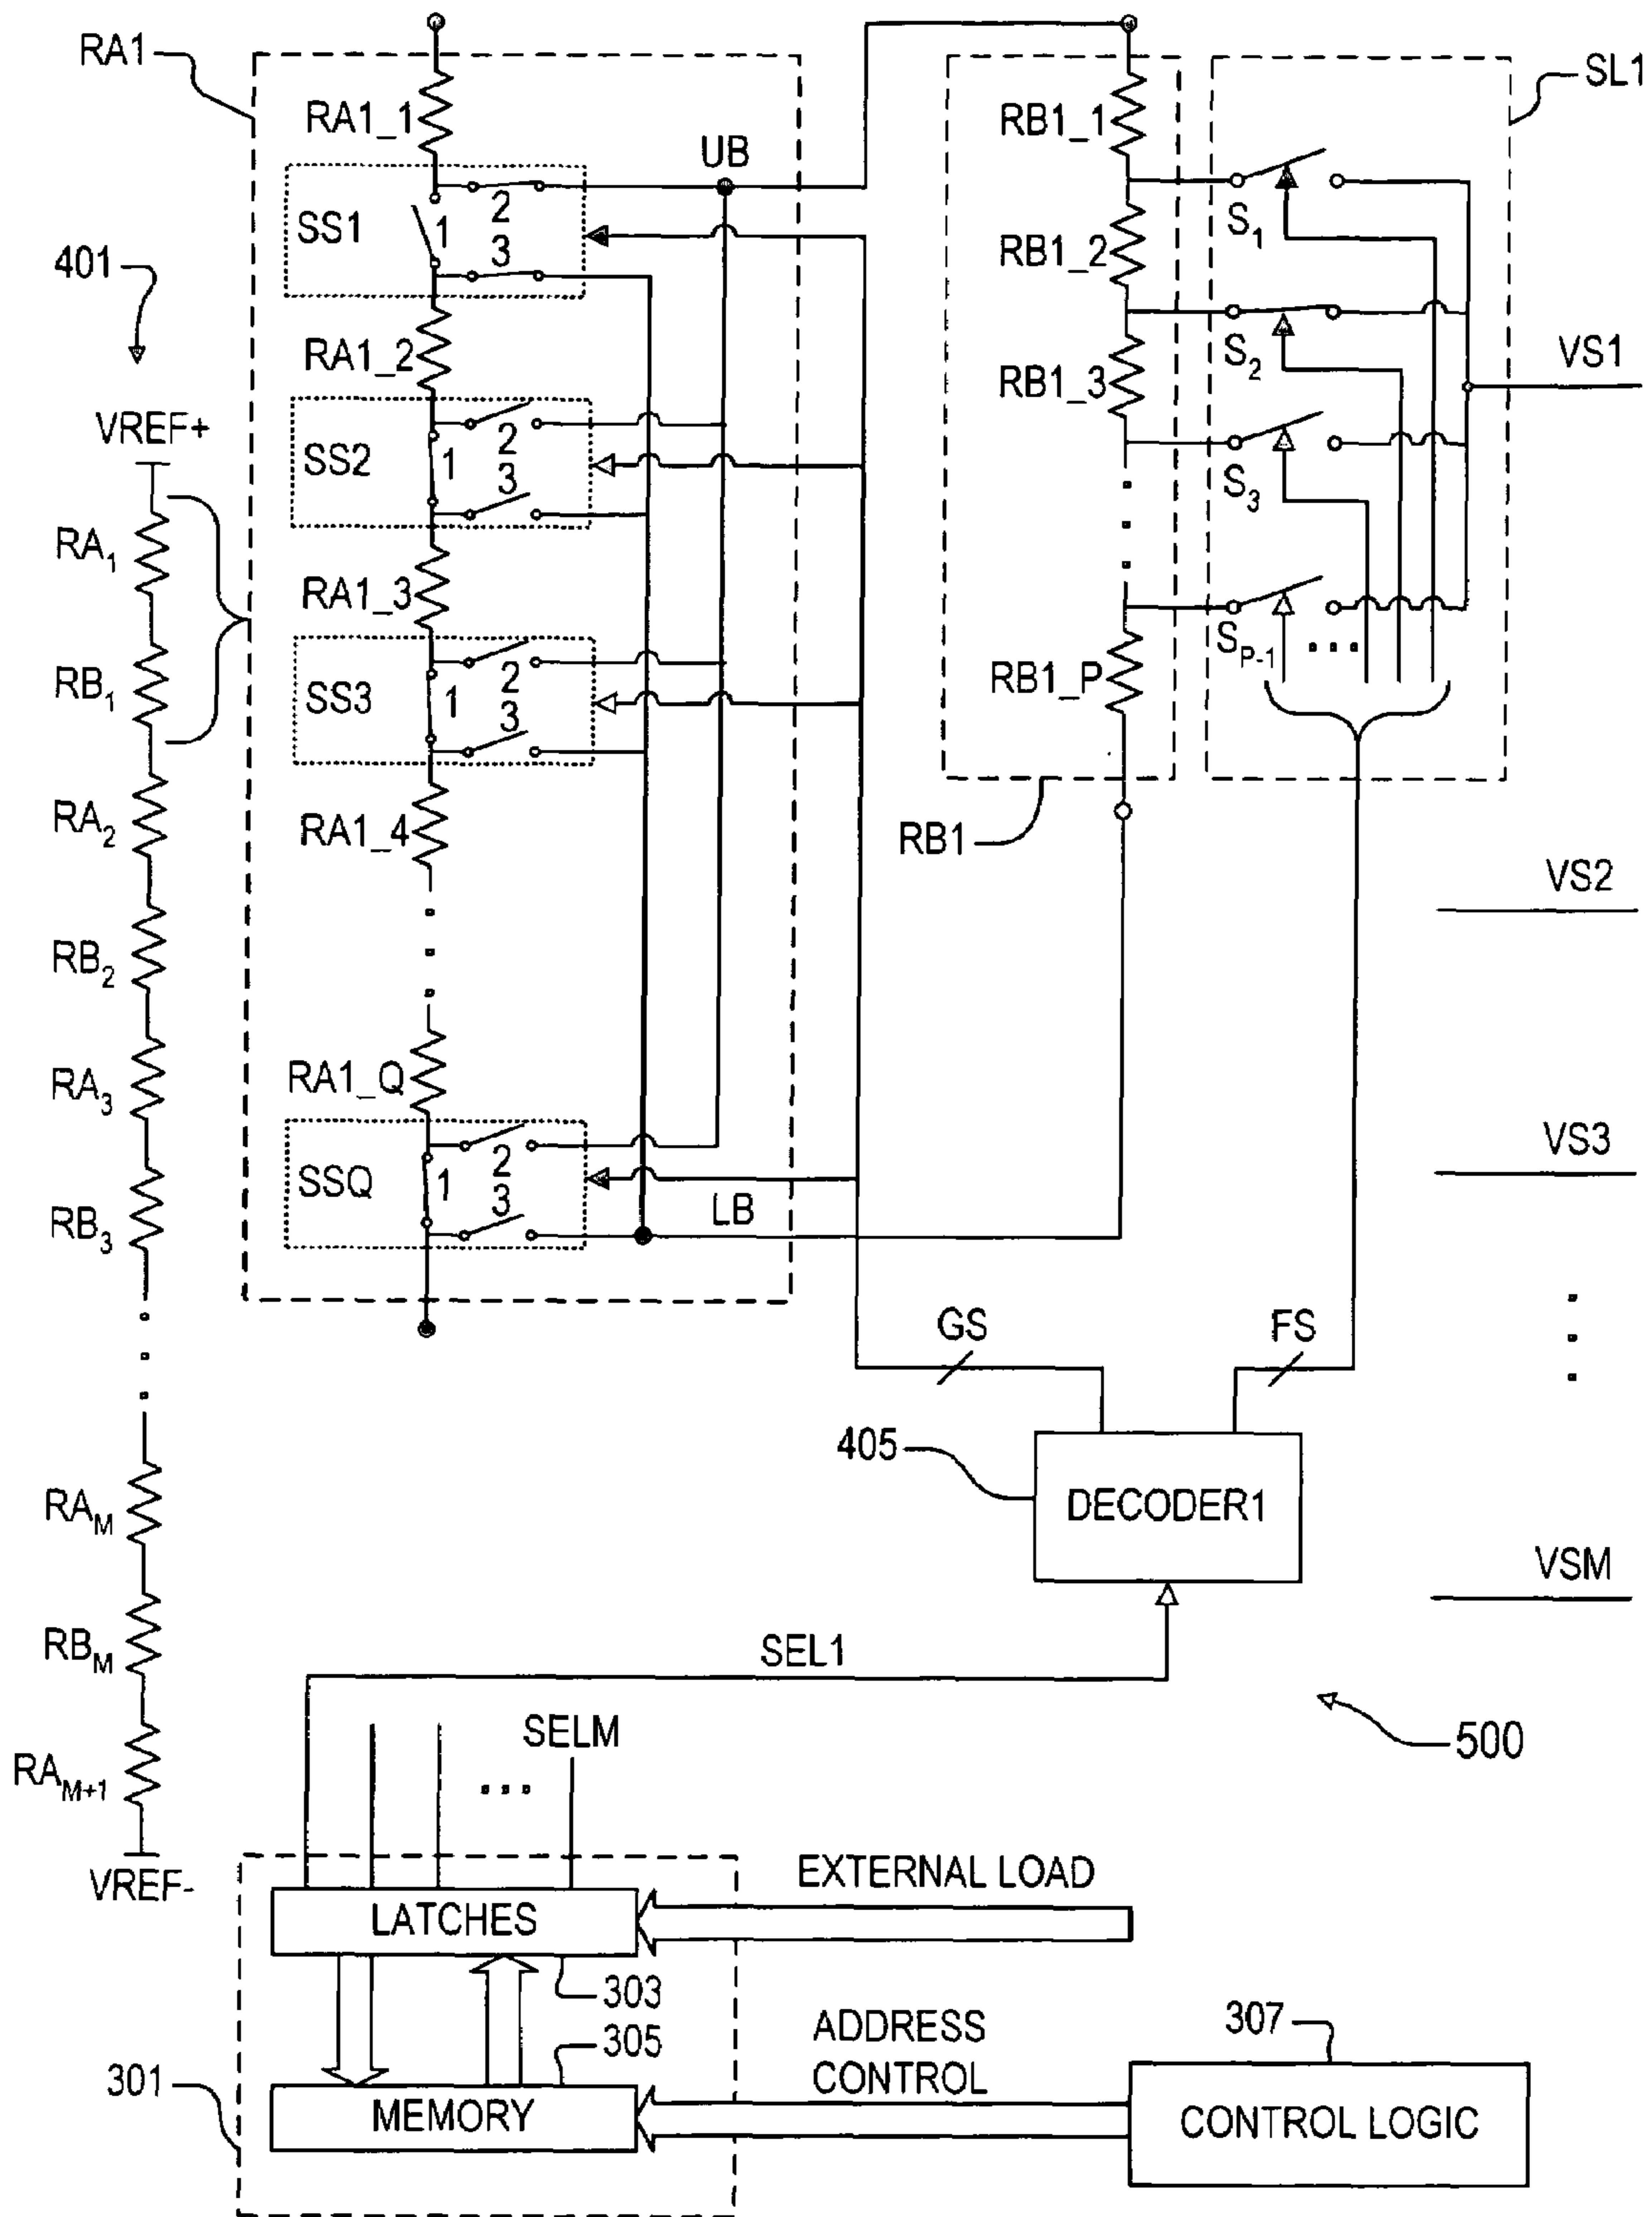 RA1
RA1_1
UB
SS1
1
2
3
RA1_2
SS2
1
2
3
RA1_3
SS3
1
2
3
RA1_4
RA1_Q
SSQ
1
2
3
LB
401
VREF+
RA1
RB1
RA2
RB2
RA3
RB3
RAM
RBM
RAM+1
VREF-
RB1_1
RB1_2
RB1_3
RB1_P
RB1
SL1
S1
S2
S3
SP-1
VS1
VS2
VS3
VSM
GS
FS
405
DECODER1
SEL1
SELM
500
LATCHES
EXTERNAL LOAD
303
305
301
MEMORY
ADDRESS
CONTROL
307
CONTROL LOGIC